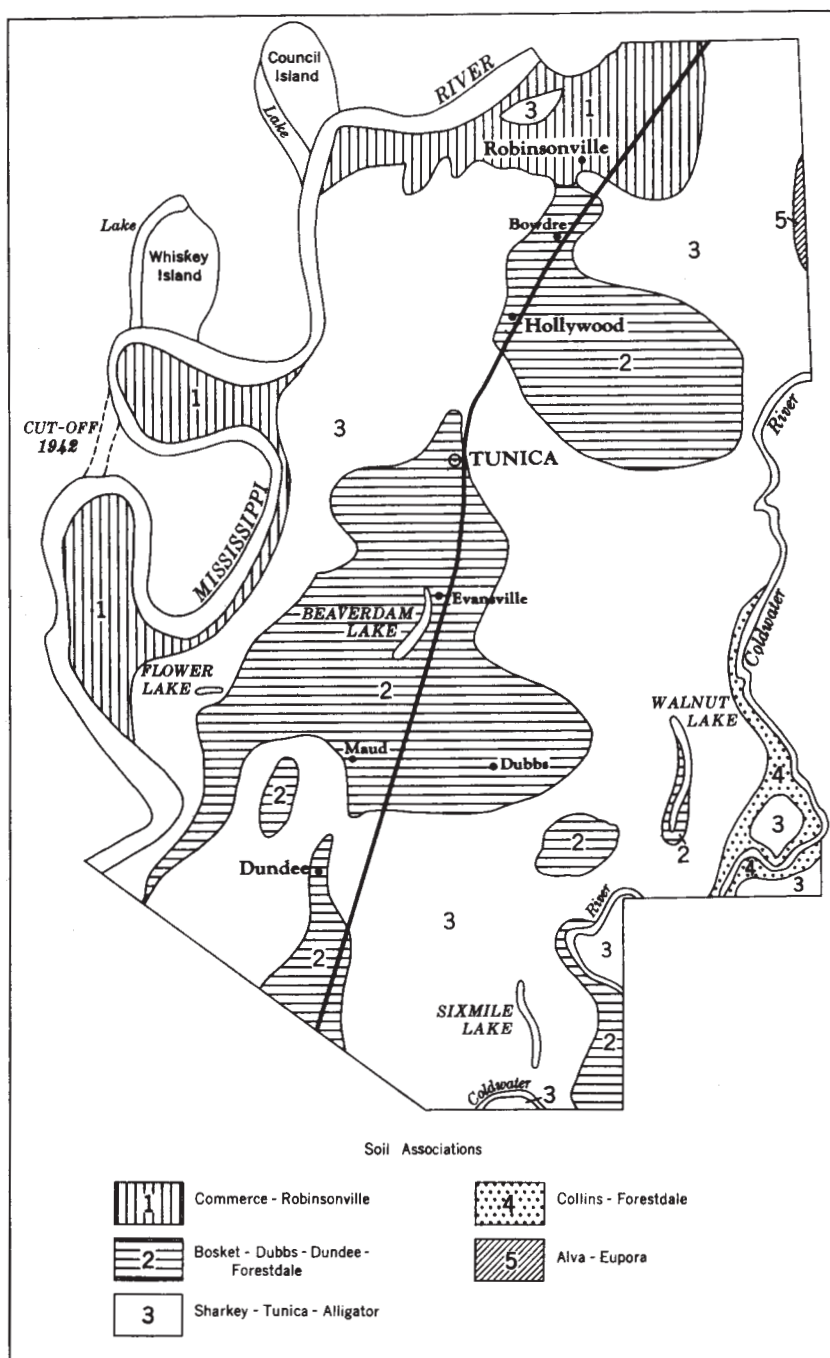 Council
Island
Lake
RIVER
3
1
Robinsonville
Lake
Whiskey
Island
Bowdre
5
3
Hollywood
2
1
CUT-OFF
1942
3
River
TUNICA
MISSISSIPPI
1
Evansville
BEAVERDAM
LAKE
Coldwater
FLOWER
LAKE
2
WALNUT
LAKE
Maud
Dubbs
4
2
3
2
2
Dundee
4
3
River
3
3
2
SIXMILE
LAKE
2
Coldwater
3
Soil Associations
1 Commerce - Robinsonville
4 Collins - Forestdale
2 Bosket - Dubbs - Dundee -
Forestdale
5 Alva - Eupora
3 Sharkey - Tunica - Alligator